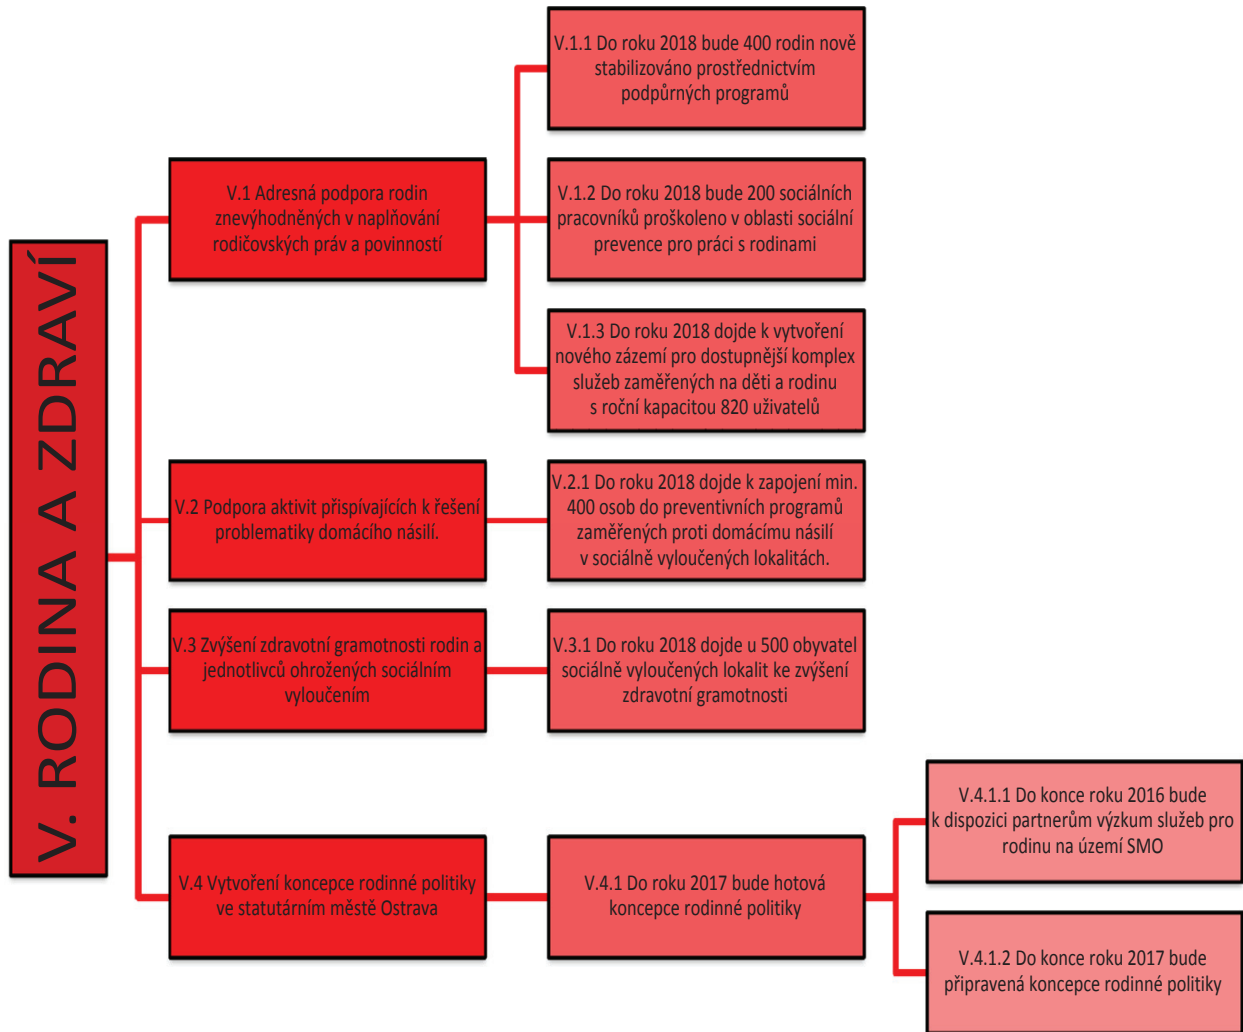 V. RODINA A ZDRAVÍ
V.1 Adresná podpora rodin
znevýhodněných v naplňování
rodičovských práv a povinností
V.1.1 Do roku 2018 bude 400 rodin nově
stabilizováno prostřednictvím
podpůrných programů
V.1.2 Do roku 2018 bude 200 sociálních
pracovníků proškoleno v oblasti sociální
prevence pro práci s rodinami
V.1.3 Do roku 2018 dojde k vytvoření
nového zázemí pro dostupnější komplex
služeb zaměřených na děti a rodinu
s roční kapacitou 820 uživatelů
V.2 Podpora aktivit přispívajících k řešení
problematiky domácího násilí.
V.2.1 Do roku 2018 dojde k zapojení min.
400 osob do preventivních programů
zaměřených proti domácímu násilí
v sociálně vyloučených lokalitách.
V.3 Zvýšení zdravotní gramotnosti rodin a
jednotlivců ohrožených sociálním
vyloučením
V.3.1 Do roku 2018 dojde u 500 obyvatel
sociálně vyloučených lokalit ke zvýšení
zdravotní gramotnosti
V.4 Vytvoření koncepce rodinné politiky
ve statutárním městě Ostrava
V.4.1 Do roku 2017 bude hotová
koncepce rodinné politiky
V.4.1.1 Do konce roku 2016 bude
k dispozici partnerům výzkum služeb pro
rodinu na území SMO
V.4.1.2 Do konce roku 2017 bude
připravená koncepce rodinné politiky